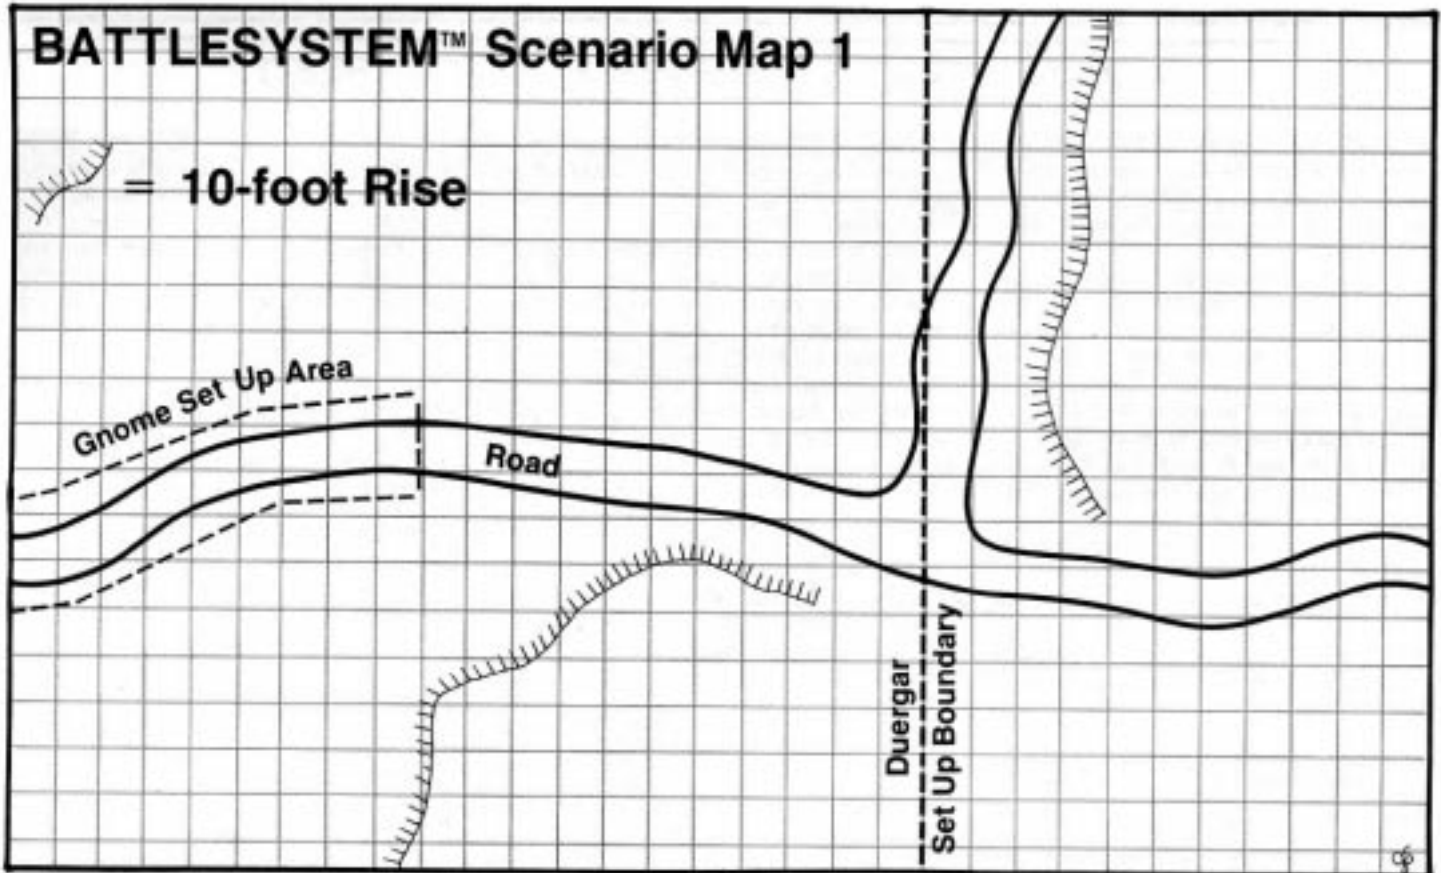 BATTLESYSTEM™ Scenario Map 1
= 10-foot Rise
Gnome Set Up Area
Road
Duergar
Set Up Boundary